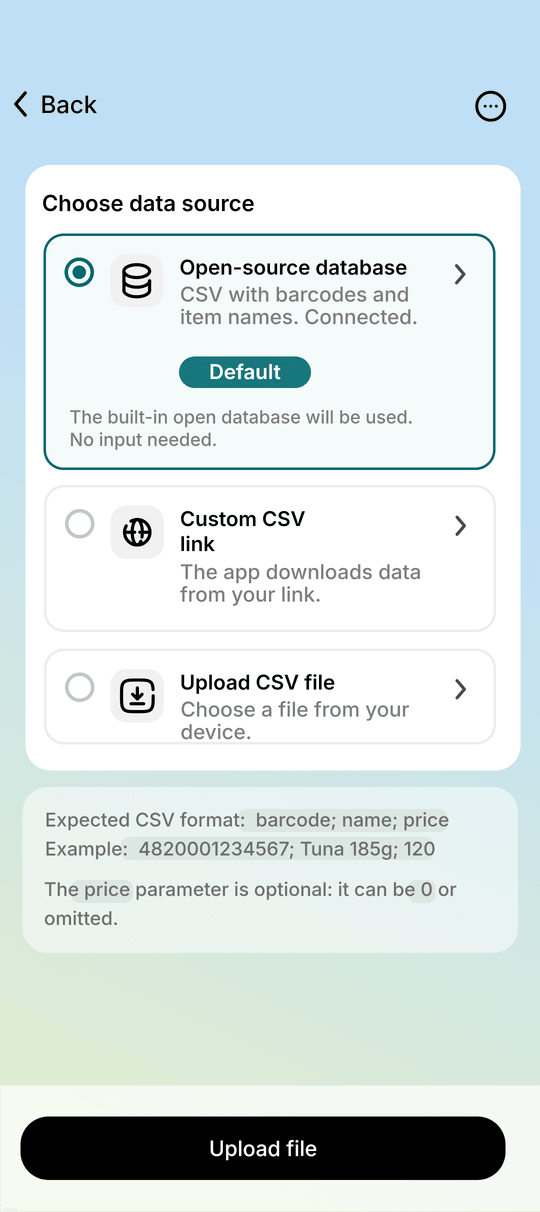 Back
Choose data source
Open-source database
CSV with barcodes and
item names. Connected.
Default
The built-in open database will be used.
No input needed.
Custom CSV
link
The app downloads data
from your link.
Upload CSV file
Choose a file from your
device.
Expected CSV format: barcode; name; price
Example: 4820001234567; Tuna 185g; 120
The price parameter is optional: it can be 0 or
omitted.
Upload file